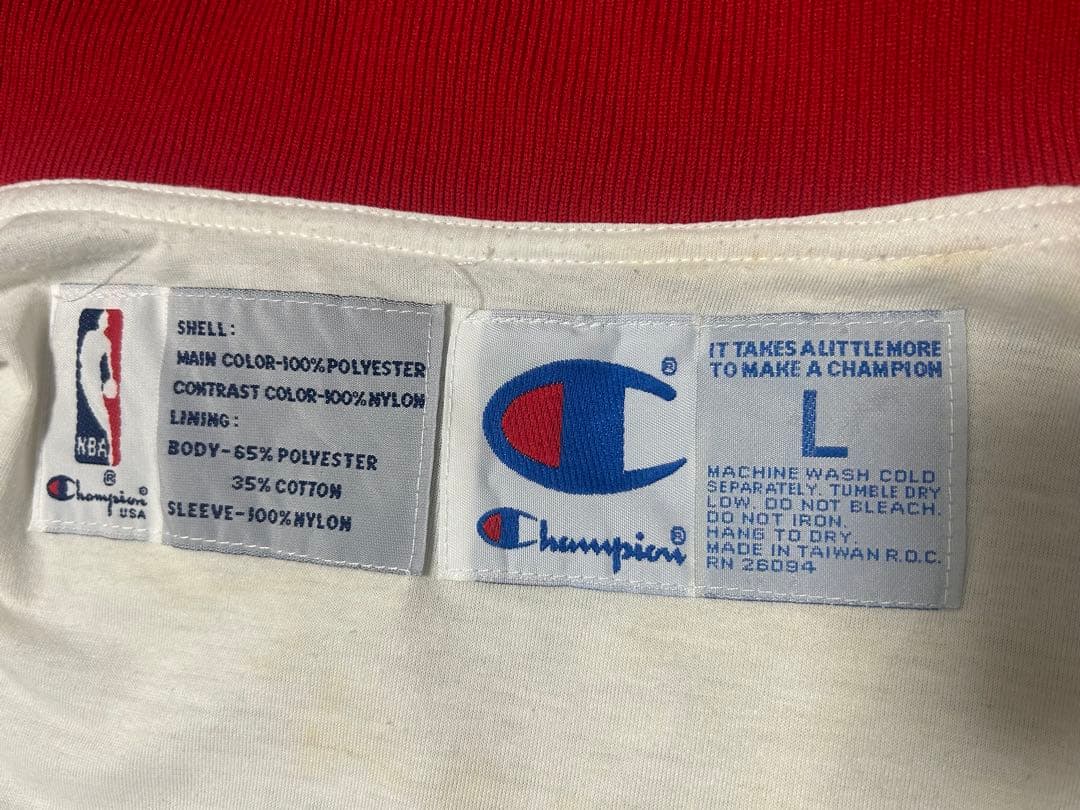 SHELL:
MAIN COLOR-100% POLYESTER
CONTRAST COLOR-100% NYLON
LINING:
BODY-65% POLYESTER
35% COTTON
SLEEVE-100% NYLON
NBA
®
Champion®
USA
®
Champion®
IT TAKES A LITTLE MORE
TO MAKE A CHAMPION
L
MACHINE WASH COLD
SEPARATELY. TUMBLE DRY
LOW. DO NOT BLEACH.
DO NOT IRON.
HANG TO DRY.
MADE IN TAIWAN R.O.C.
RN 26094